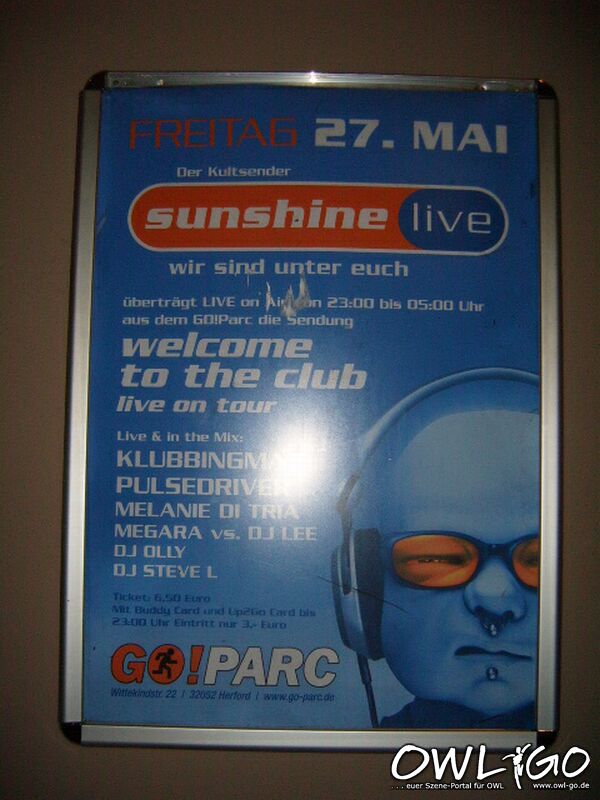 FREITAG 27. MAI
Der Kultsender
sunshine live
wir sind unter euch
überträgt LIVE on Air von 23:00 bis 05:00 Uhr
aus dem GO!Parc die Sendung
welcome
to the club
live on tour
Live & in the Mix:
KLUBBINGMAN
PULSEDRIVER
MELANIE DI TRIA
MEGARA vs. DJ LEE
DJ OLLY
DJ STEVE L
Ticket: 6,50 Euro
Mit Buddy Card und Up2Go Card bis
23:00 Uhr Eintritt nur 3,- Euro
GO!PARC
Wittekindstr. 22 | 32052 Herford | www.go-parc.de
OWL GO
. . . euer Szene-Portal für OWL www.owl-go.de